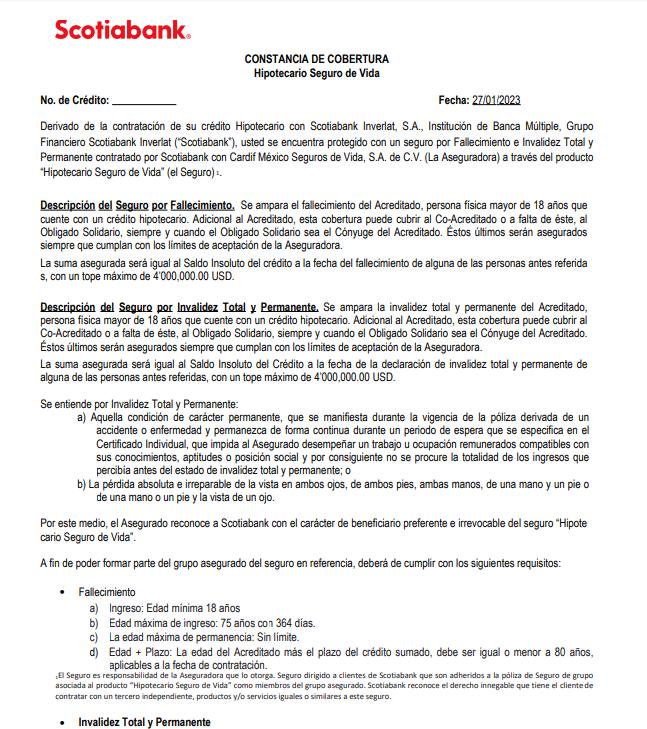 Scotiabank®
CONSTANCIA DE COBERTURA
Hipotecario Seguro de Vida
No. de Crédito: ___________ Fecha: 27/01/2023
Derivado de la contratación de su crédito Hipotecario con Scotiabank Inverlat, S.A., Institución de Banca Múltiple, Grupo
Financiero Scotiabank Inverlat (“Scotiabank”), usted se encuentra protegido con un seguro por Fallecimiento e Invalidez Total y
Permanente contratado por Scotiabank con Cardif México Seguros de Vida, S.A. de C.V. (La Aseguradora) a través del producto
“Hipotecario Seguro de Vida” (el Seguro) 1.
Descripción del Seguro por Fallecimiento. Se ampara el fallecimiento del Acreditado, persona física mayor de 18 años que
cuente con un crédito hipotecario. Adicional al Acreditado, esta cobertura puede cubrir al Co-Acreditado o a falta de éste, al
Obligado Solidario, siempre y cuando el Obligado Solidario sea el Cónyuge del Acreditado. Éstos últimos serán asegurados
siempre que cumplan con los límites de aceptación de la Aseguradora.
La suma asegurada será igual al Saldo Insoluto del crédito a la fecha del fallecimiento de alguna de las personas antes referida
s, con un tope máximo de 4’000,000.00 USD.
Descripción del Seguro por Invalidez Total y Permanente. Se ampara la invalidez total y permanente del Acreditado,
persona física mayor de 18 años que cuente con un crédito hipotecario. Adicional al Acreditado, esta cobertura puede cubrir al
Co-Acreditado o a falta de éste, al Obligado Solidario, siempre y cuando el Obligado Solidario sea el Cónyuge del Acreditado.
Éstos últimos serán asegurados siempre que cumplan con los límites de aceptación de la Aseguradora.
La suma asegurada será igual al Saldo Insoluto del Crédito a la fecha de la declaración de invalidez total y permanente de
alguna de las personas antes referidas, con un tope máximo de 4’000,000.00 USD.
Se entiende por Invalidez Total y Permanente:
a) Aquella condición de carácter permanente, que se manifiesta durante la vigencia de la póliza derivada de un
accidente o enfermedad y permanezca de forma continua durante un periodo de espera que se especifica en el
Certificado Individual, que impida al Asegurado desempeñar un trabajo u ocupación remunerados compatibles con
sus conocimientos, aptitudes o posición social y por consiguiente no se procure la totalidad de los ingresos que
percibía antes del estado de invalidez total y permanente; o
b) La pérdida absoluta e irreparable de la vista en ambos ojos, de ambos pies, ambas manos, de una mano y un pie o
de una mano o un pie y la vista de un ojo.
Por este medio, el Asegurado reconoce a Scotiabank con el carácter de beneficiario preferente e irrevocable del seguro “Hipote
cario Seguro de Vida”.
A fin de poder formar parte del grupo asegurado del seguro en referencia, deberá de cumplir con los siguientes requisitos:
• Fallecimiento
a) Ingreso: Edad mínima 18 años
b) Edad máxima de ingreso: 75 años con 364 días.
c) La edad máxima de permanencia: Sin límite.
d) Edad + Plazo: La edad del Acreditado más el plazo del crédito sumado, debe ser igual o menor a 80 años,
aplicables a la fecha de contratación.
1El Seguro es responsabilidad de la Aseguradora que lo otorga. Seguro dirigido a clientes de Scotiabank que son adheridos a la póliza de Seguro de grupo
asociada al producto “Hipotecario Seguro de Vida” como miembros del grupo asegurado. Scotiabank reconoce el derecho innegable que tiene el cliente de
contratar con un tercero independiente, productos y/o servicios iguales o similares a este seguro.
• Invalidez Total y Permanente